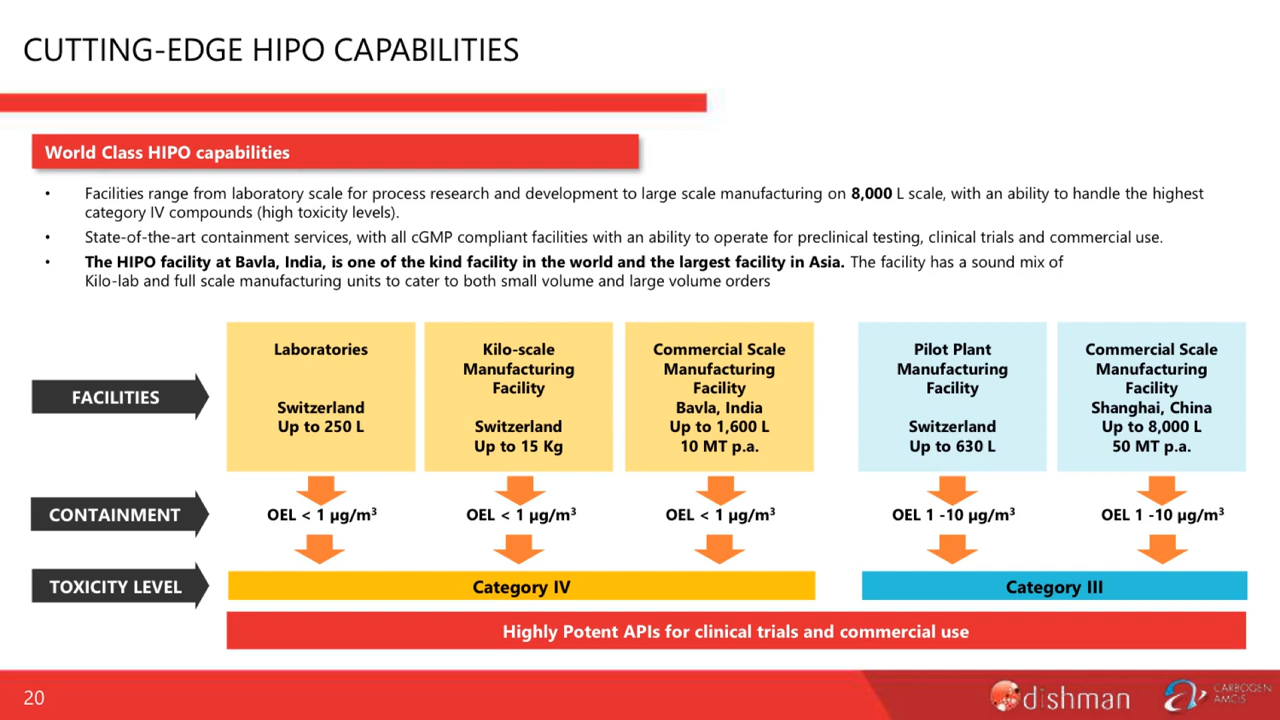 CUTTING-EDGE HIPO CAPABILITIES
World Class HIPO capabilities
• Facilities range from laboratory scale for process research and development to large scale manufacturing on 8,000 L scale, with an ability to handle the highest
category IV compounds (high toxicity levels).
• State-of-the-art containment services, with all cGMP compliant facilities with an ability to operate for preclinical testing, clinical trials and commercial use.
• The HIPO facility at Bavla, India, is one of the kind facility in the world and the largest facility in Asia. The facility has a sound mix of
Kilo-lab and full scale manufacturing units to cater to both small volume and large volume orders
FACILITIES
Laboratories
Switzerland
Up to 250 L
Kilo-scale
Manufacturing
Facility
Switzerland
Up to 15 Kg
Commercial Scale
Manufacturing
Facility
Bavla, India
Up to 1,600 L
10 MT p.a.
Pilot Plant
Manufacturing
Facility
Switzerland
Up to 630 L
Commercial Scale
Manufacturing
Facility
Shanghai, China
Up to 8,000 L
50 MT p.a.
CONTAINMENT
OEL < 1 µg/m³
OEL < 1 µg/m³
OEL < 1 µg/m³
OEL 1 -10 µg/m³
OEL 1 -10 µg/m³
TOXICITY LEVEL
Category IV
Category III
Highly Potent APIs for clinical trials and commercial use
20
dishman
CARBOGEN
AMCIS